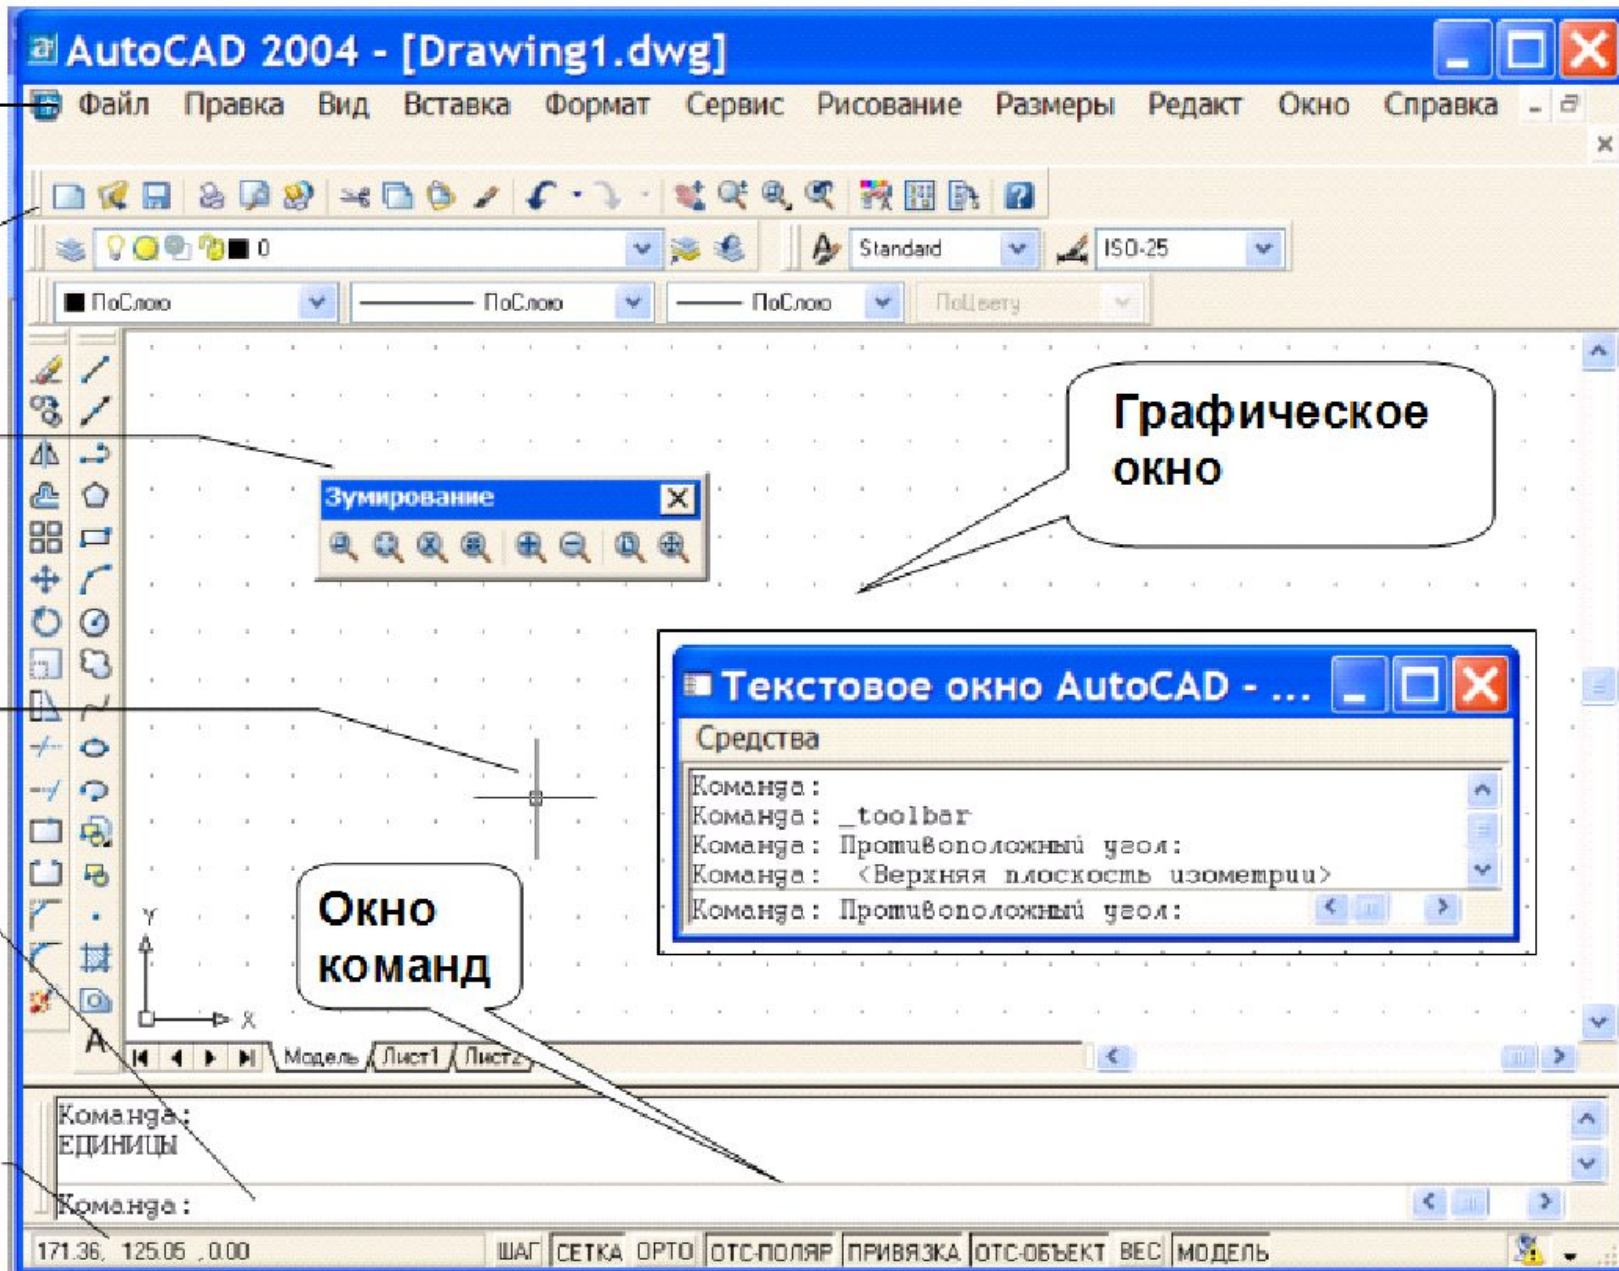 AutoCAD 2004 - [Drawing1.dwg]
Файл Правка Вид Вставка Формат Сервис Рисование Размеры Редакт Окно Справка
0 Standard ISO-25
ПоСлою ПоСлою ПоСлою ПоЦвету
Графическое
окно
Зумирование
Текстовое окно AutoCAD - ...
Средства
Команда:
Команда: _toolbar
Команда: Противоположный угол:
Команда: <Верхняя плоскость изометрии>
Команда: Противоположный угол:
Окно
команд
Y
X
A
Модель Лист1 Лист2
Команда:
ЕДИНИЦЫ
Команда:
171.36, 125.05 , 0.00 ШАГ СЕТКА ОРТО ОТС-ПОЛЯР ПРИВЯЗКА ОТС-ОБЪЕКТ ВЕС МОДЕЛЬ